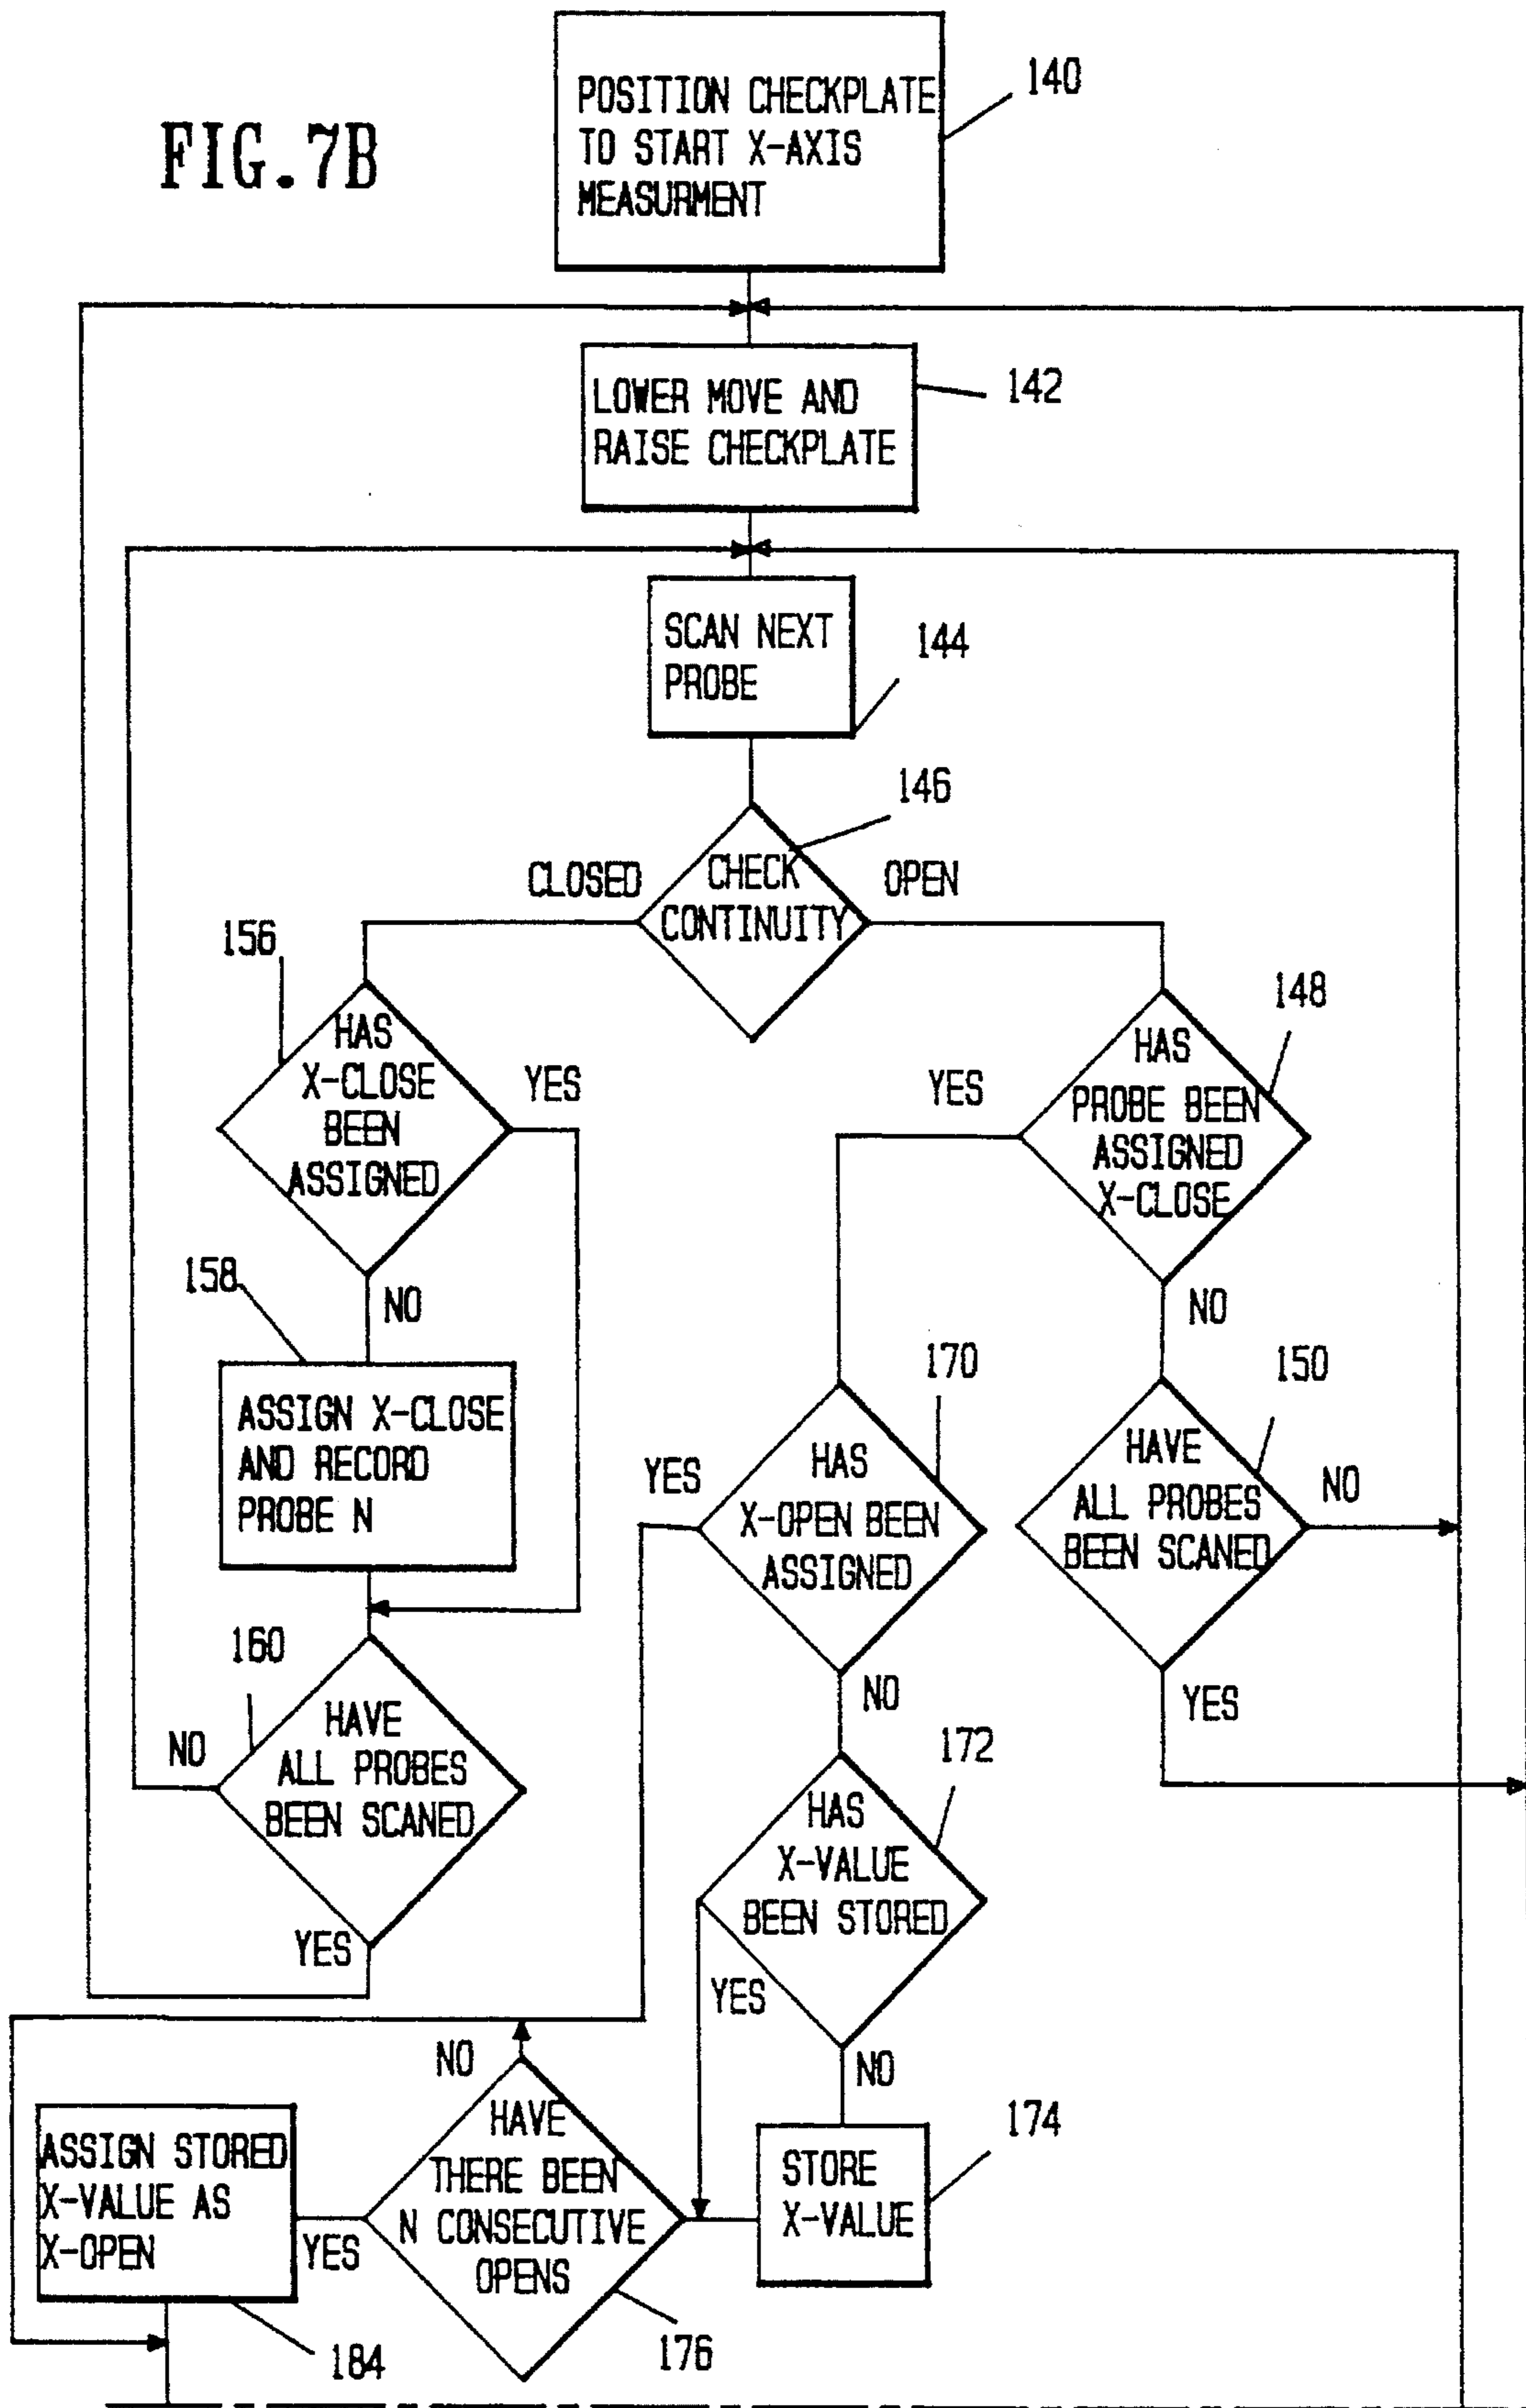 FIG.7B
POSITION CHECKPLATE
TO START X-AXIS
MEASURMENT
140
LOWER MOVE AND
RAISE CHECKPLATE
142
SCAN NEXT
PROBE
144
146
CLOSED
CHECK
CONTINUITY
OPEN
156
HAS
X-CLOSE
BEEN
ASSIGNED
YES
NO
148
HAS
PROBE BEEN
ASSIGNED
X-CLOSE
YES
NO
158
ASSIGN X-CLOSE
AND RECORD
PROBE N
170
HAS
X-OPEN BEEN
ASSIGNED
YES
NO
150
HAVE
ALL PROBES
BEEN SCANED
NO
YES
160
HAVE
ALL PROBES
BEEN SCANED
NO
YES
172
HAS
X-VALUE
BEEN STORED
YES
NO
174
STORE
X-VALUE
HAVE
THERE BEEN
N CONSECUTIVE
OPENS
NO
YES
176
ASSIGN STORED
X-VALUE AS
X-OPEN
184